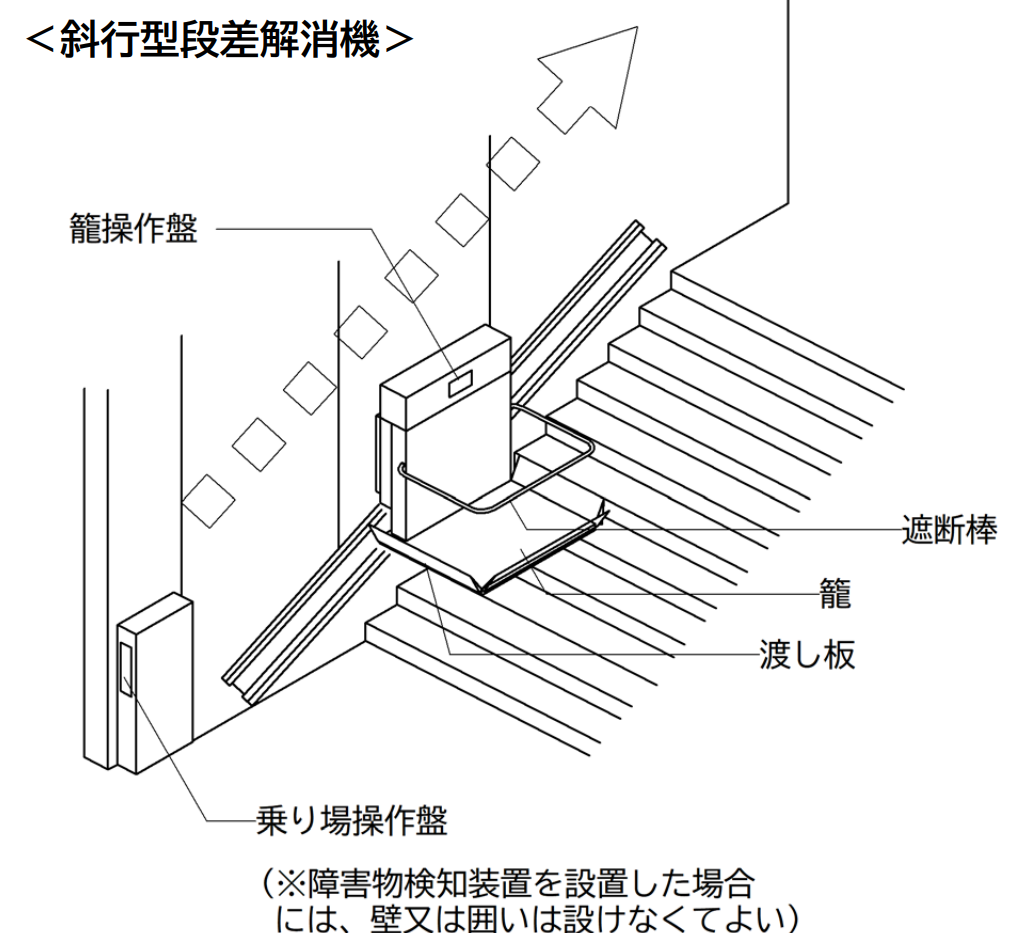 ＜斜行型段差解消機＞
籠操作盤
遮断棒
籠
渡し板
乗り場操作盤
（※障害物検知装置を設置した場合
には、壁又は囲いは設けなくてよい）